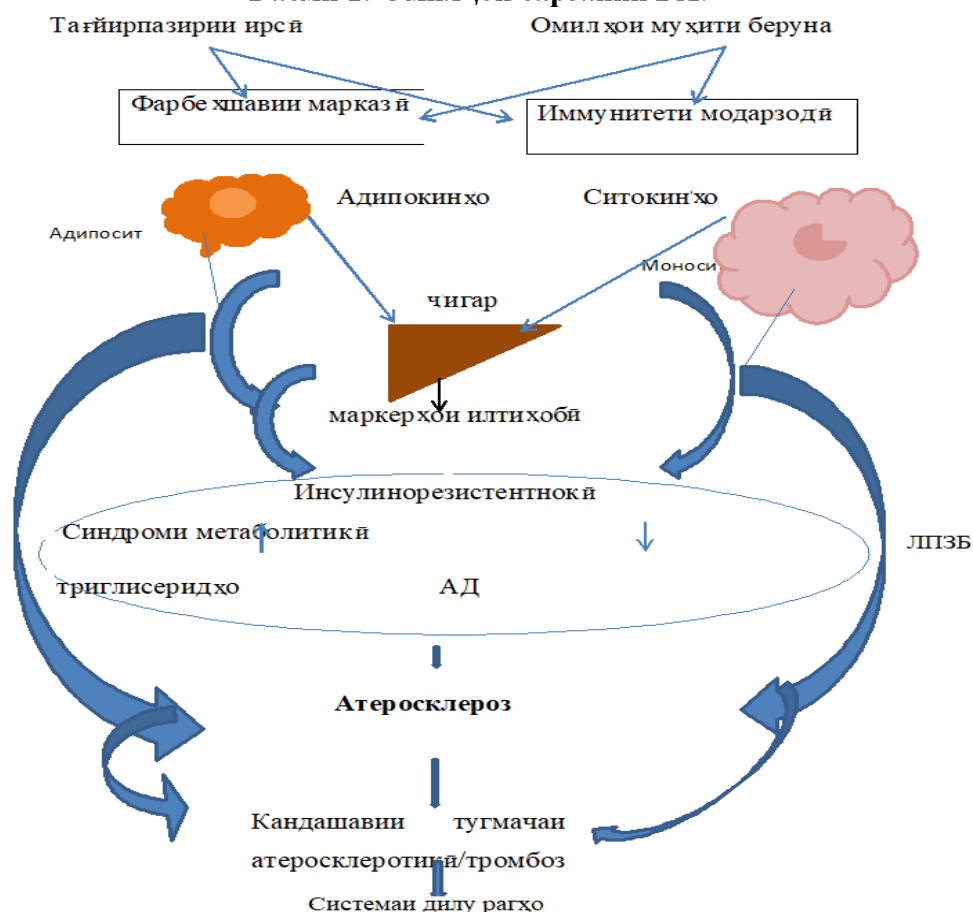 Тағйирпазирии ирсӣ Омилҳои муҳити беруна
Фарбеҳшавии марказӣ Иммунитети модарзодӣ
Адипокинҳо Ситокинҳо
Адипосит
Моноси
чигар
маркерҳои илтиҳобӣ
Инсулинорезистентнокӣ
Синдроми метаболитикӣ
ЛПЗБ
триглисеридҳо АД
Атеросклероз
Кандашавии тугмачаи
атеросклеротикӣ/тромбоз
Системаи дилу рагҳо